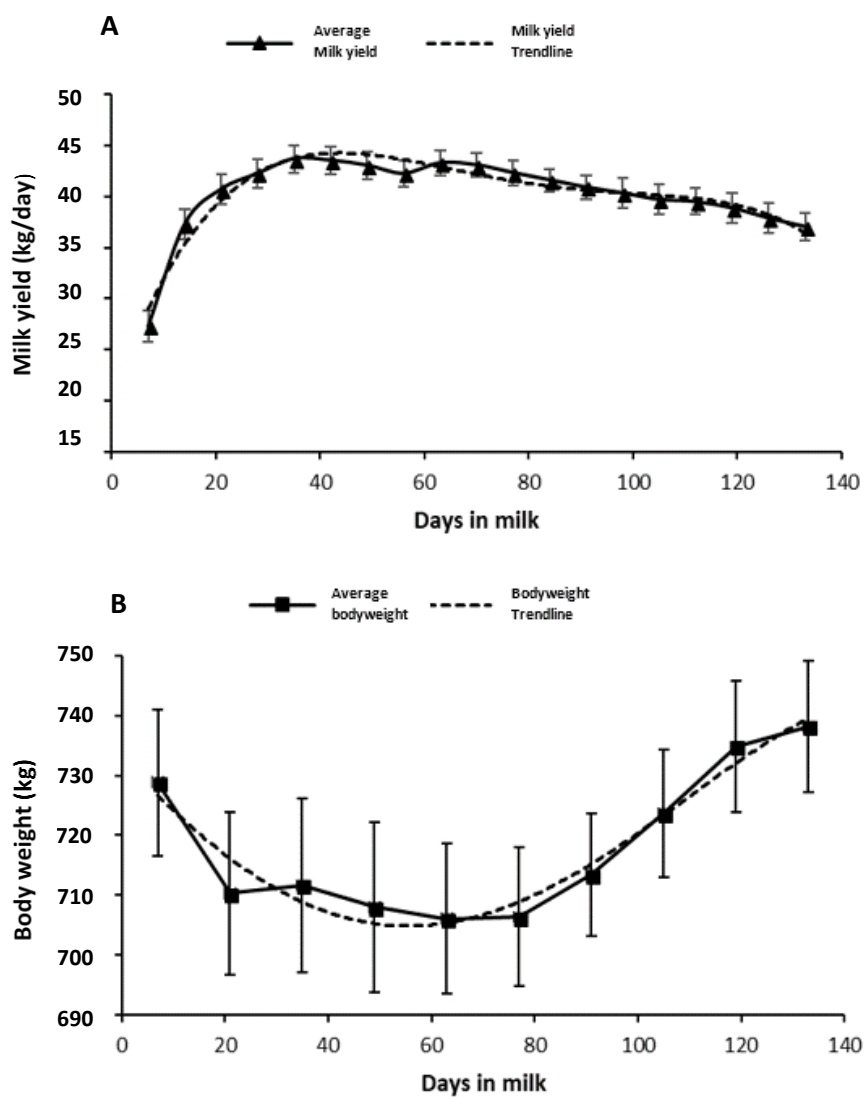 A
Average
Milk yield
Milk yield
Trendline
50
45
40
35
30
25
20
15
Milk yield (kg/day)
0 20 40 60 80 100 120 140
Days in milk
B
Average
bodyweight
Bodyweight
Trendline
750
740
730
720
710
700
690
Body weight (kg)
0 20 40 60 80 100 120 140
Days in milk